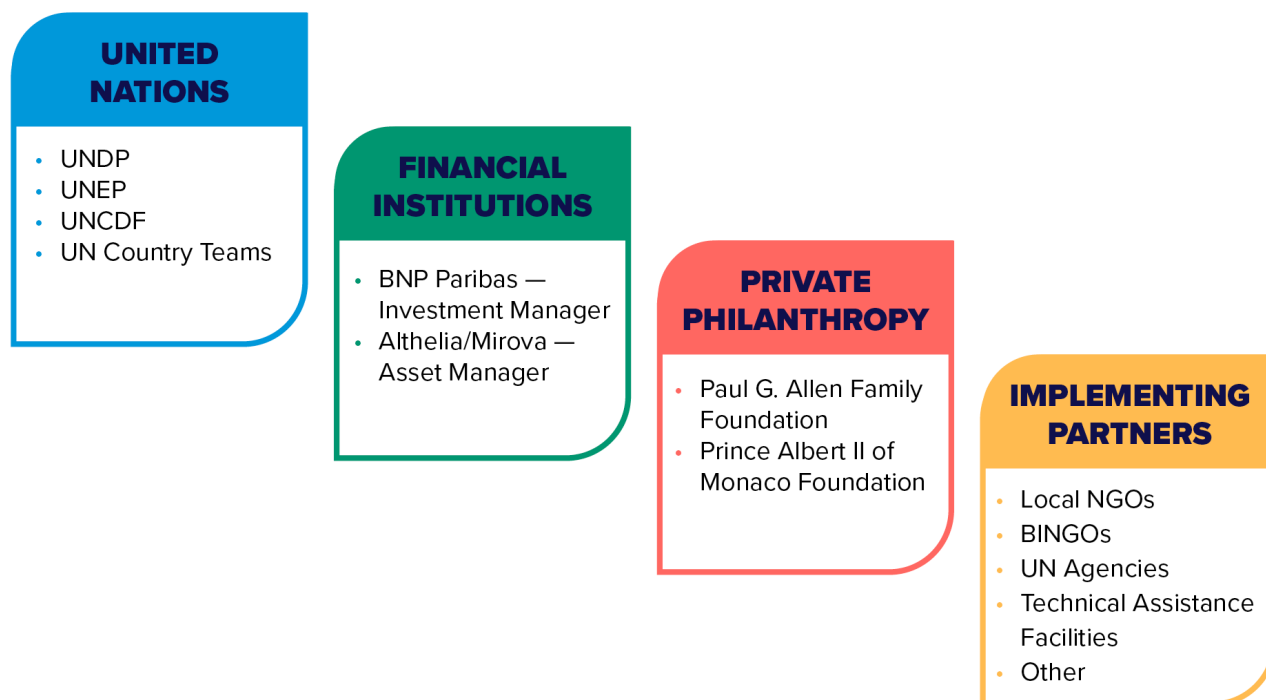 UNITED
NATIONS
• UNDP
• UNEP
• UNCDF
• UN Country Teams
FINANCIAL
INSTITUTIONS
• BNP Paribas —
Investment Manager
• Althelia/Mirova —
Asset Manager
PRIVATE
PHILANTHROPY
• Paul G. Allen Family
Foundation
• Prince Albert II of
Monaco Foundation
IMPLEMENTING
PARTNERS
• Local NGOs
• BINGOs
• UN Agencies
• Technical Assistance
Facilities
• Other